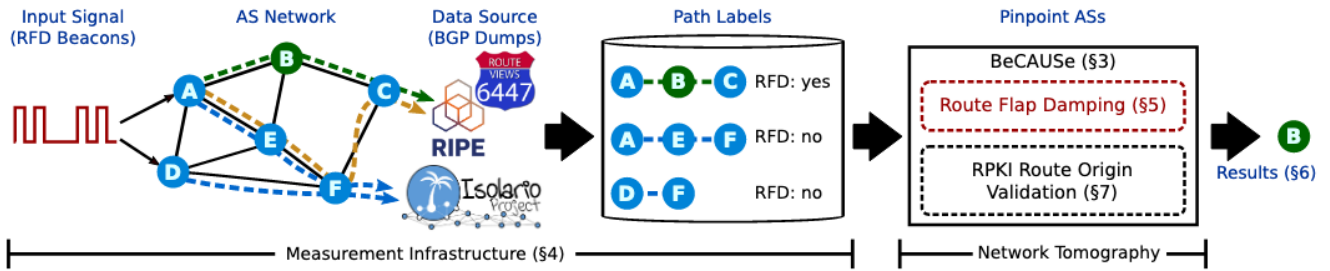 Input Signal
(RFD Beacons)
AS Network
Data Source
(BGP Dumps)
Path Labels
Pinpoint ASs
A
B
C
D
E
F
ROUTE
VIEWS
6447
RIPE
Isolario
Project
A B C RFD: yes
A E F RFD: no
D F RFD: no
BeCAUSe (§3)
Route Flap Damping (§5)
RPKI Route Origin
Validation (§7)
B
Results (§6)
Measurement Infrastructure (§4)
Network Tomography